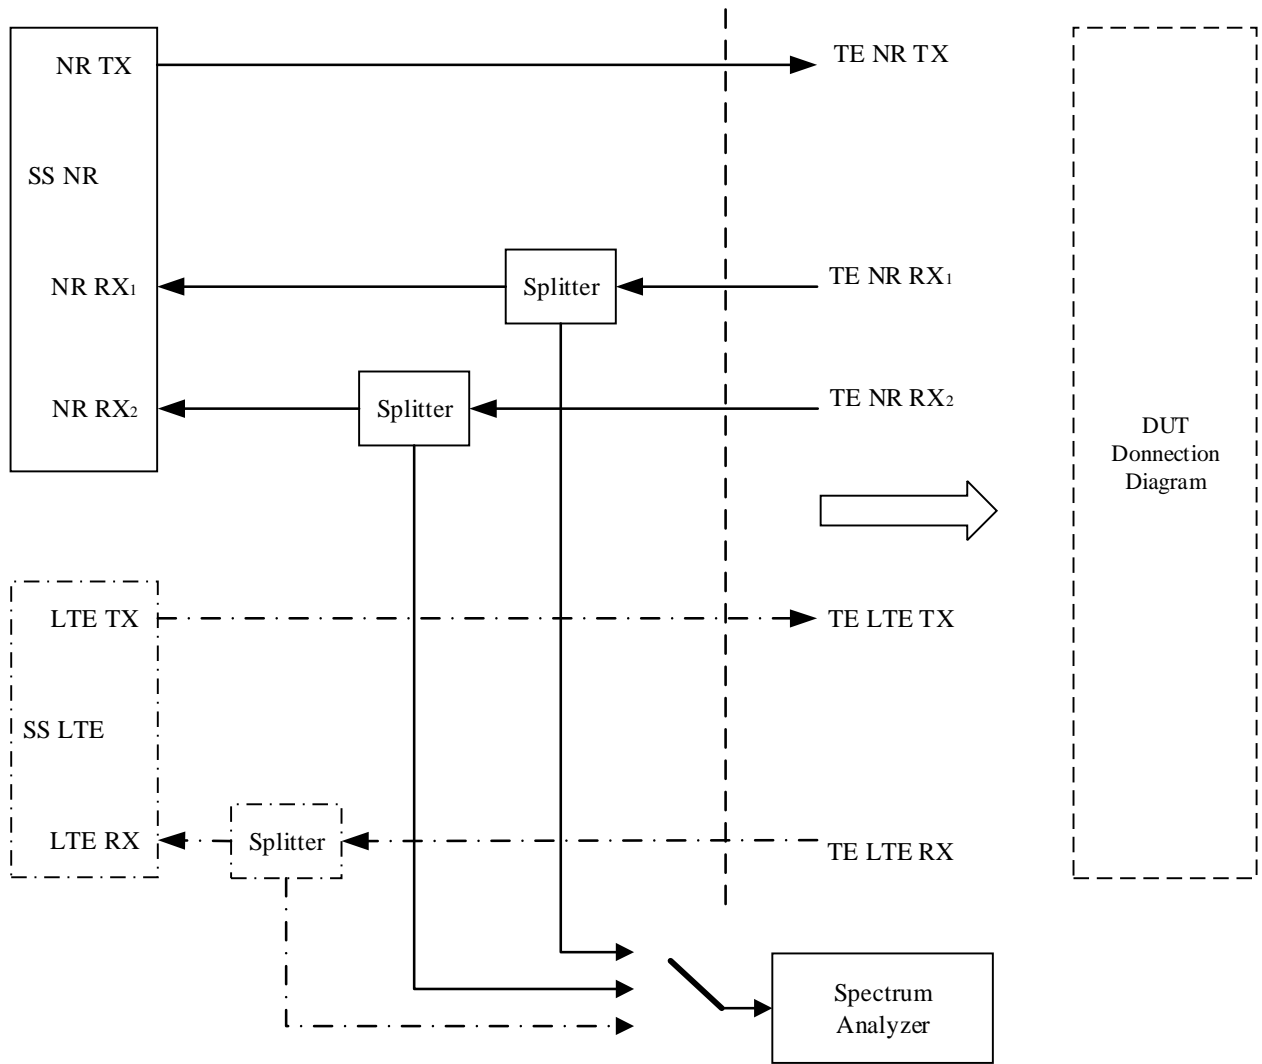 NR TX
TE NR TX
SS NR
NR RX1
Splitter
TE NR RX1
NR RX2
Splitter
TE NR RX2
DUT
Donnection
Diagram
LTE TX
TE LTE TX
SS LTE
LTE RX
Splitter
TE LTE RX
Spectrum
Analyzer